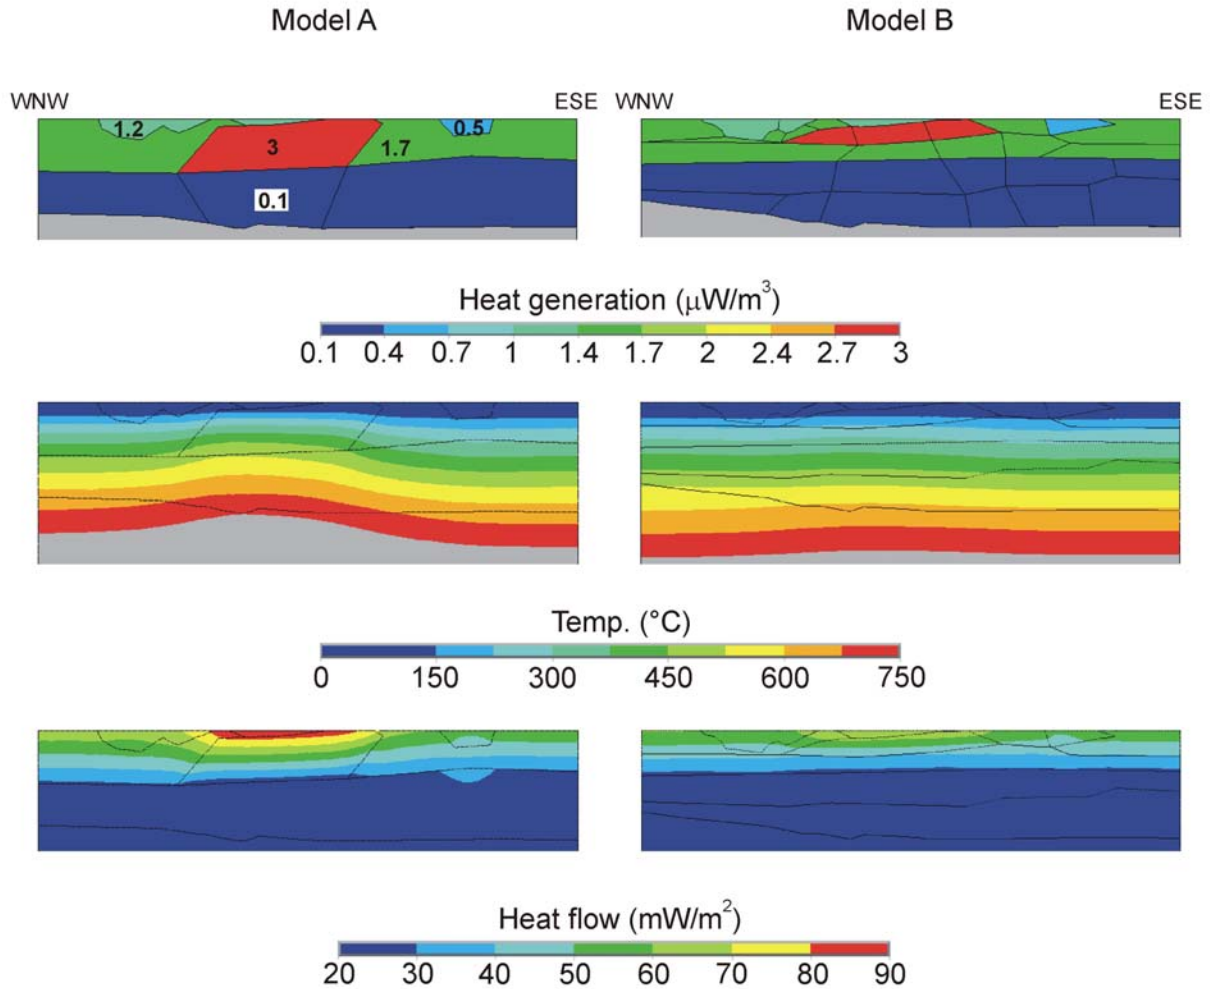 Model A Model B
WNW ESE WNW ESE
1.2 3 1.7 0.5
0.1
Heat generation (μW/m³)
0.1 0.4 0.7 1 1.4 1.7 2 2.4 2.7 3
Temp. (°C)
0 150 300 450 600 750
Heat flow (mW/m²)
20 30 40 50 60 70 80 90